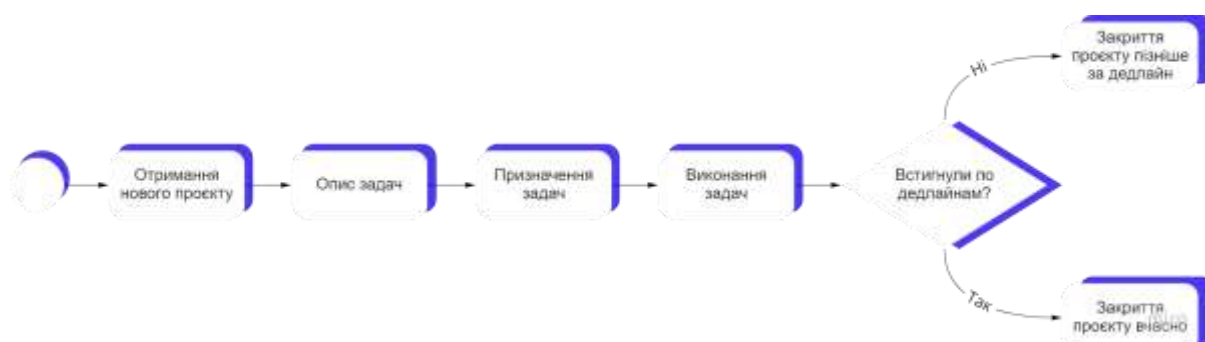 Отримання
нового проєкту
Опис задач
Призначення
задач
Виконання
задач
Встигнули по
дедлайнам?
Ні
Закриття
проєкту пізніше
за дедлайн
Так
Закриття
проєкту вчасно